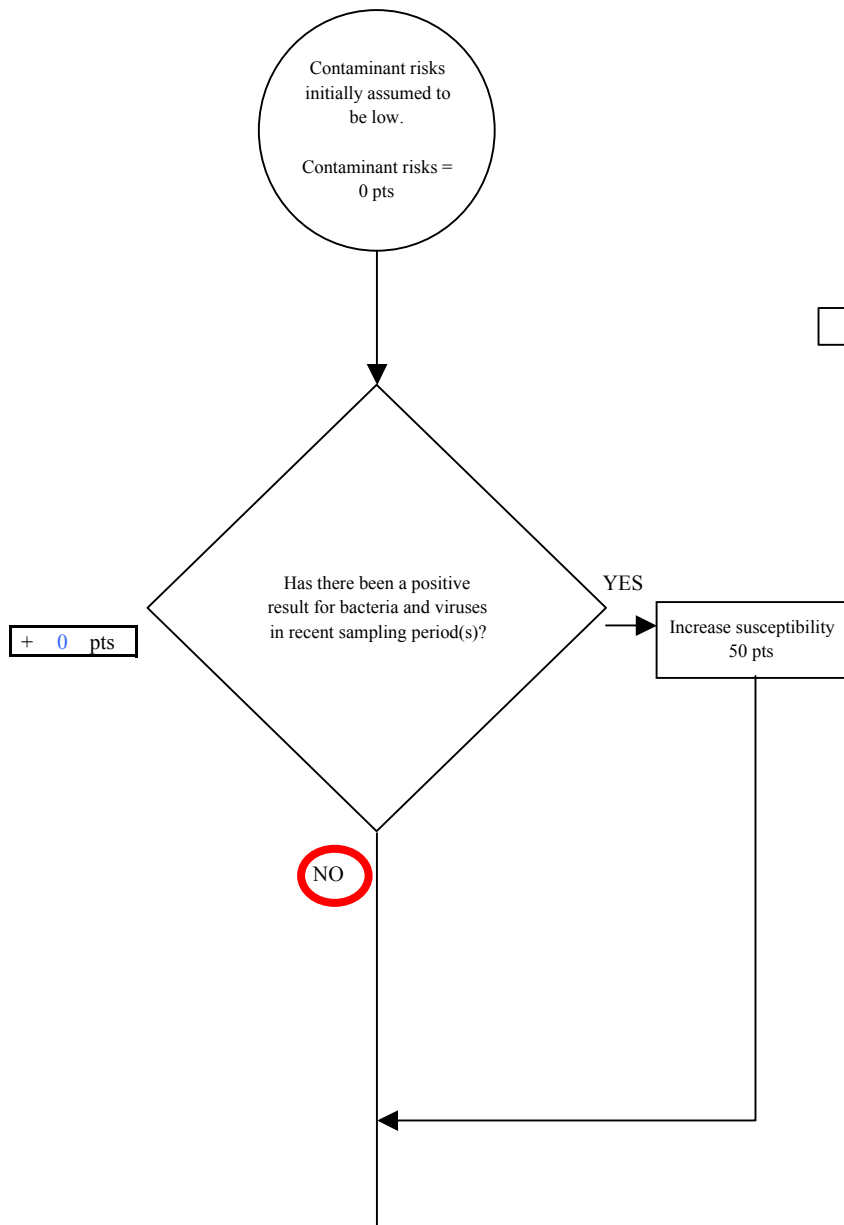 Contaminant risks
initially assumed to
be low.
Contaminant risks =
0 pts
Has there been a positive
result for bacteria and viruses
in recent sampling period(s)?
YES
+ 0 pts
Increase susceptibility
50 pts
NO